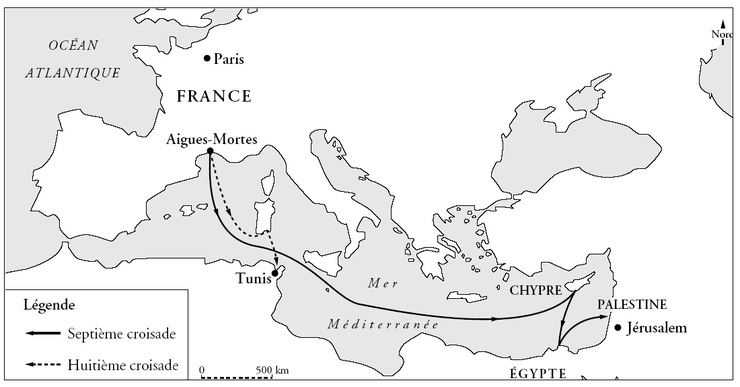 OCÉAN
ATLANTIQUE
Paris
FRANCE
Aigues-Mortes
Nord
Tunis
Mer
Méditerranée
CHYPRE
PALESTINE
Jérusalem
ÉGYPTE
Légende
Septième croisade
Huitième croisade
0 500 km